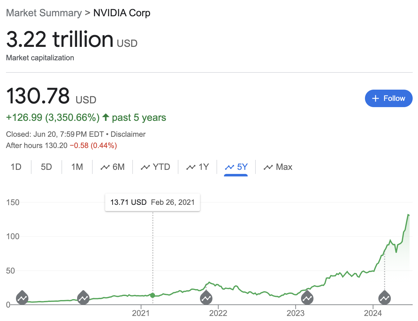 Market Summary > NVIDIA Corp
3.22 trillion USD
Market capitalization
130.78 USD
+ Follow
+126.99 (3,350.66%) ↑ past 5 years
Closed: Jun 20, 7:59 PM EDT • Disclaimer
After hours 130.20 −0.58 (0.44%)
1D 5D 1M 6M YTD 1Y 5Y Max
13.71 USD Feb 26, 2021
150
100
50
0
2021 2022 2023 2024